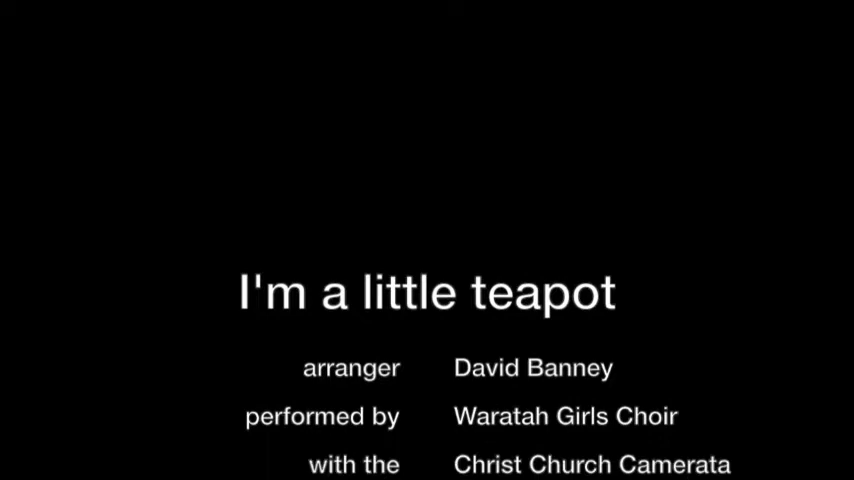 I'm a little teapot
arranger David Banney
performed by Waratah Girls Choir
with the Christ Church Camerata